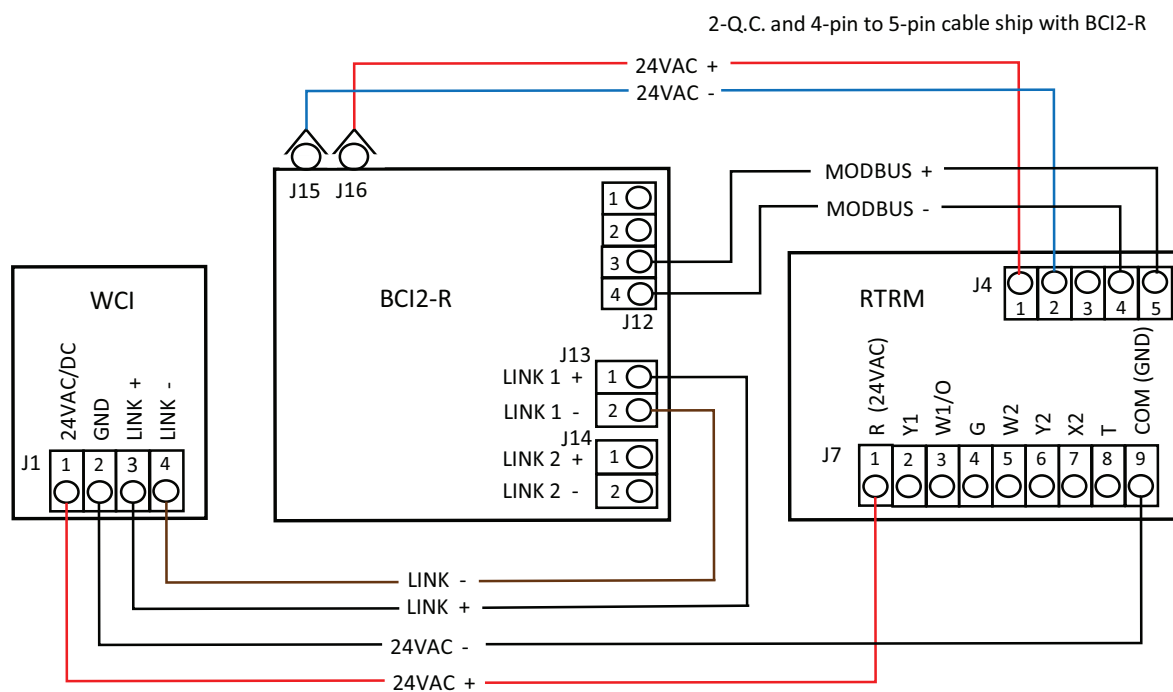 2-Q.C. and 4-pin to 5-pin cable ship with BCI2-R
24VAC +
24VAC -
J15
J16
MODBUS +
MODBUS -
1
2
3
4
J12
BCI2-R
J13
LINK 1 +
1
LINK 1 -
2
J14
LINK 2 +
1
LINK 2 -
2
WCI
24VAC/DC
GND
LINK +
LINK -
J1
1
2
3
4
RTRM
J4
1
2
3
4
5
R (24VAC)
Y1
W1/O
G
W2
Y2
X2
T
COM (GND)
J7
1
2
3
4
5
6
7
8
9
LINK -
LINK +
24VAC -
24VAC +